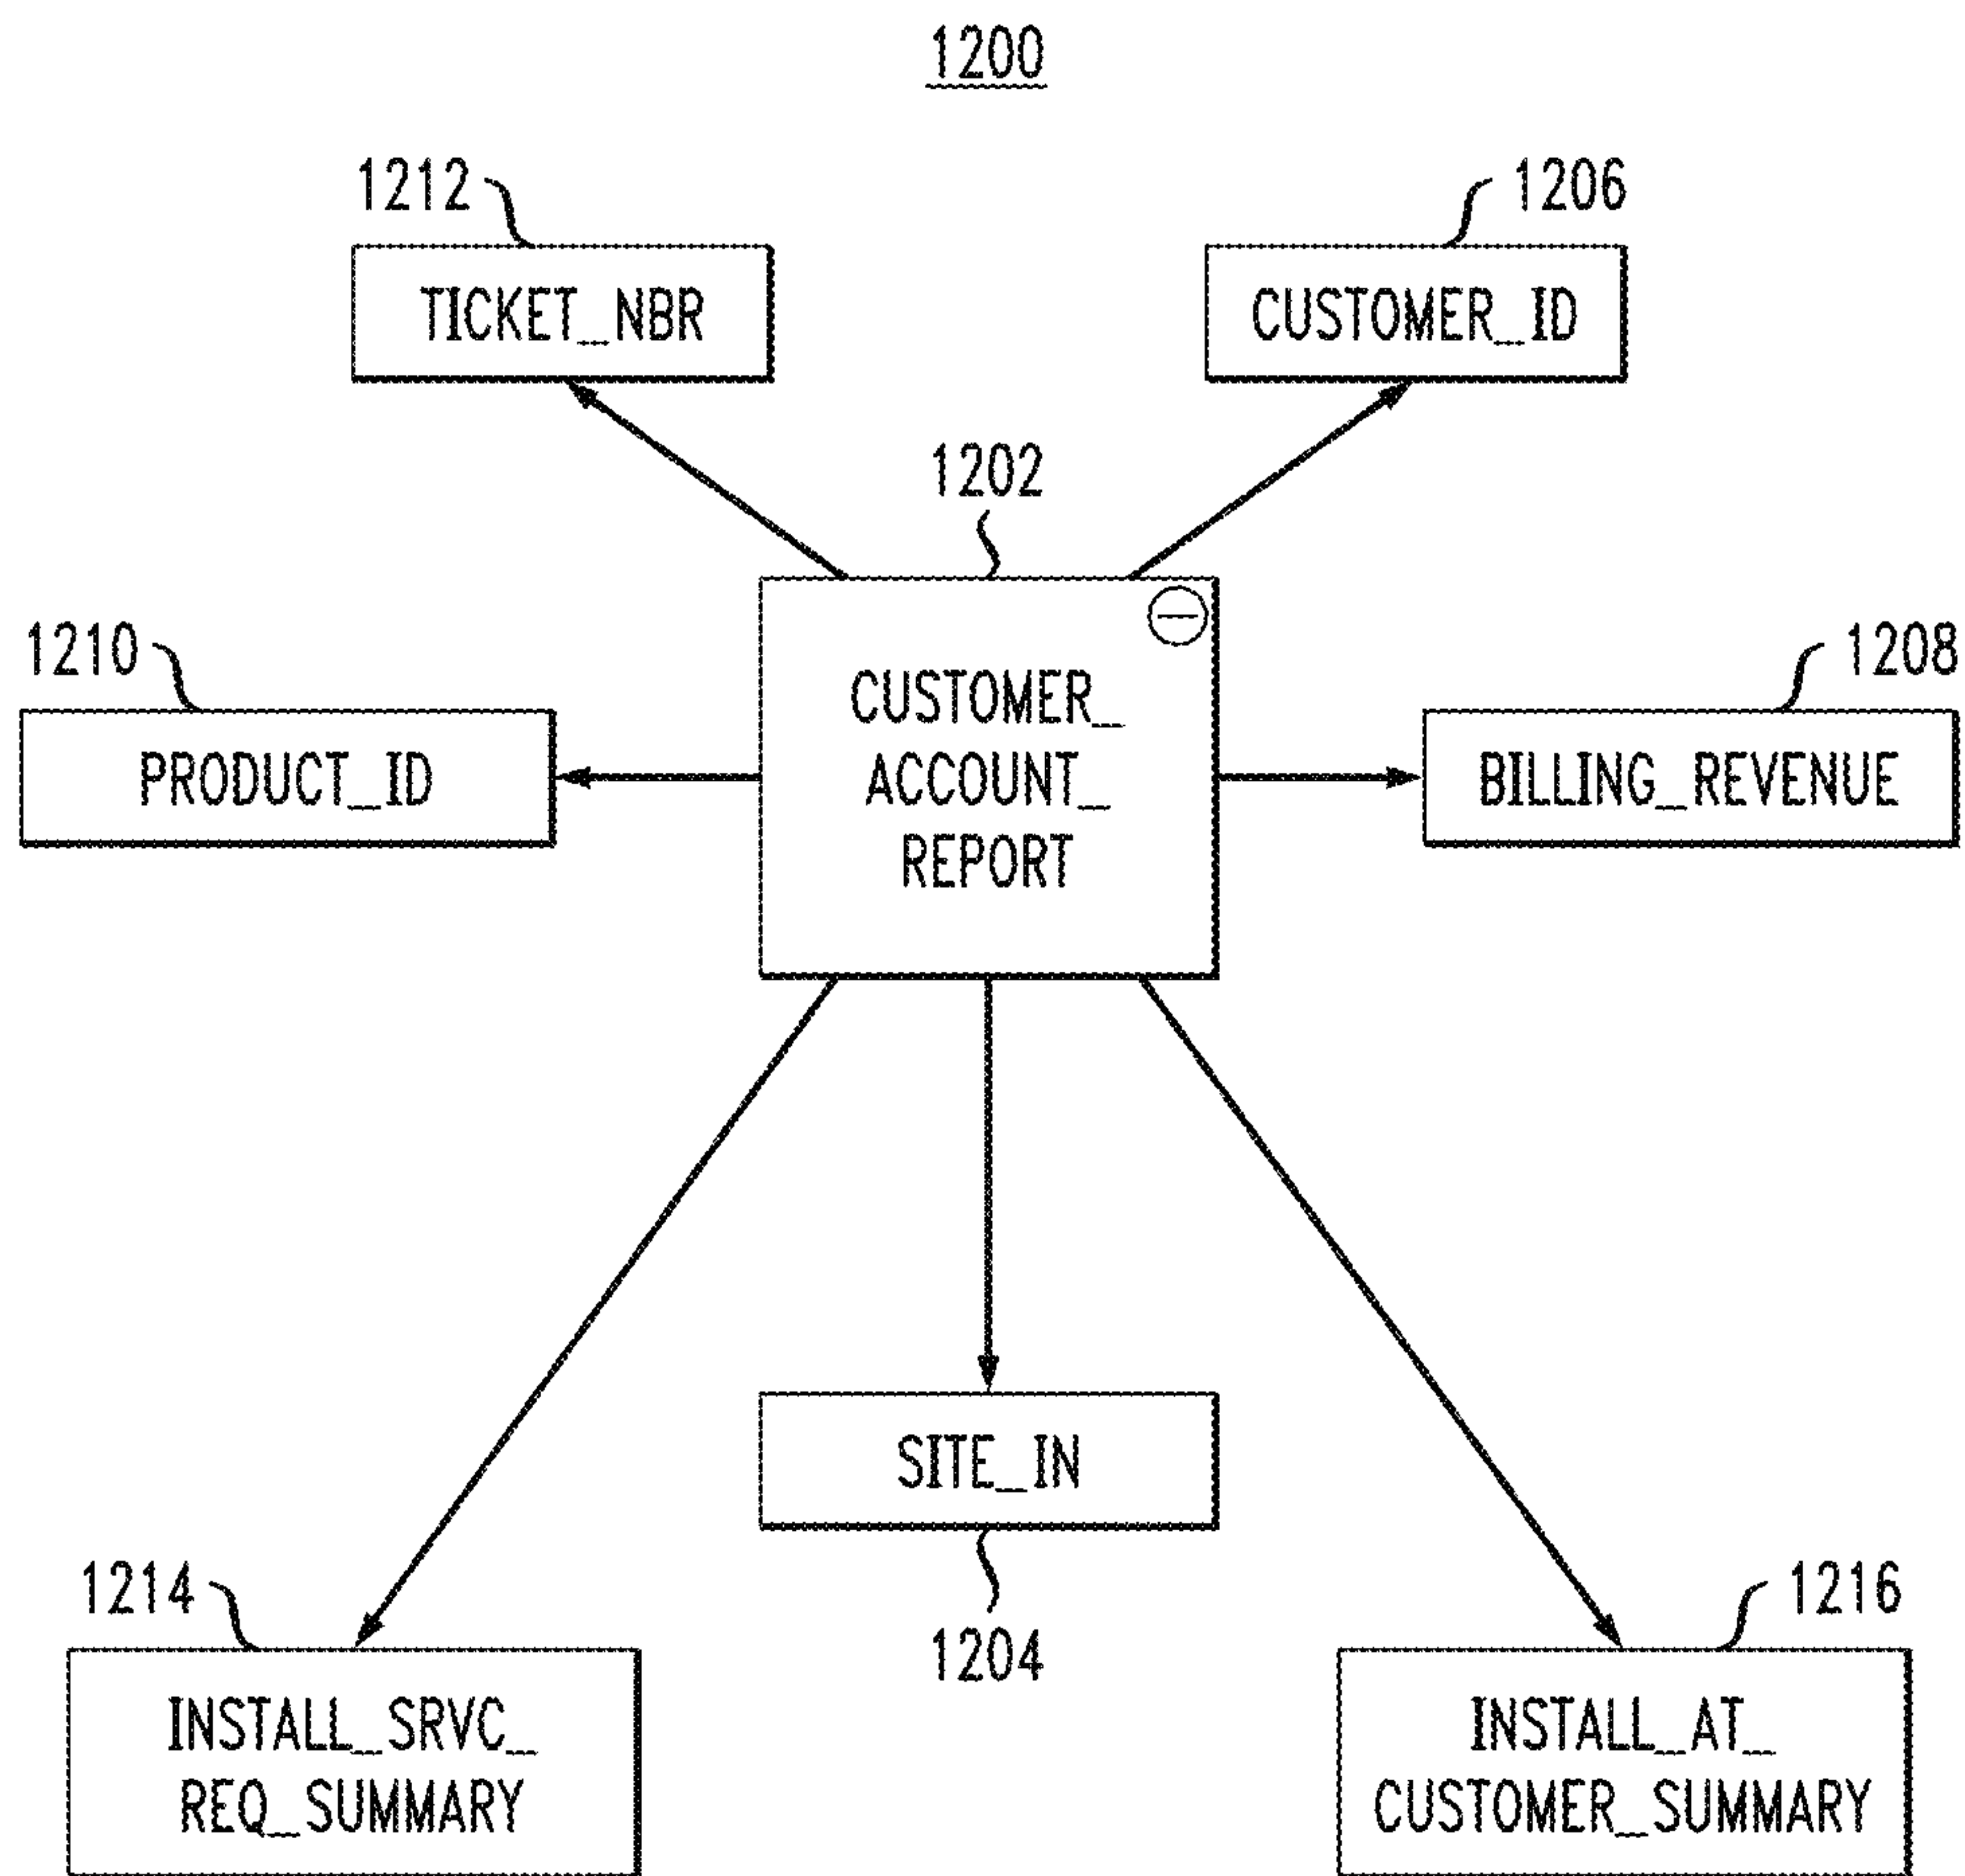 1200
1212
1206
TICKET_NBR
CUSTOMER_ID
1202
1210
1208
CUSTOMER_
ACCOUNT_
REPORT
PRODUCT_ID
BILLING_REVENUE
SITE_IN
1204
1214
1216
INSTALL_SRVC_
REQ_SUMMARY
INSTALL_AT_
CUSTOMER_SUMMARY